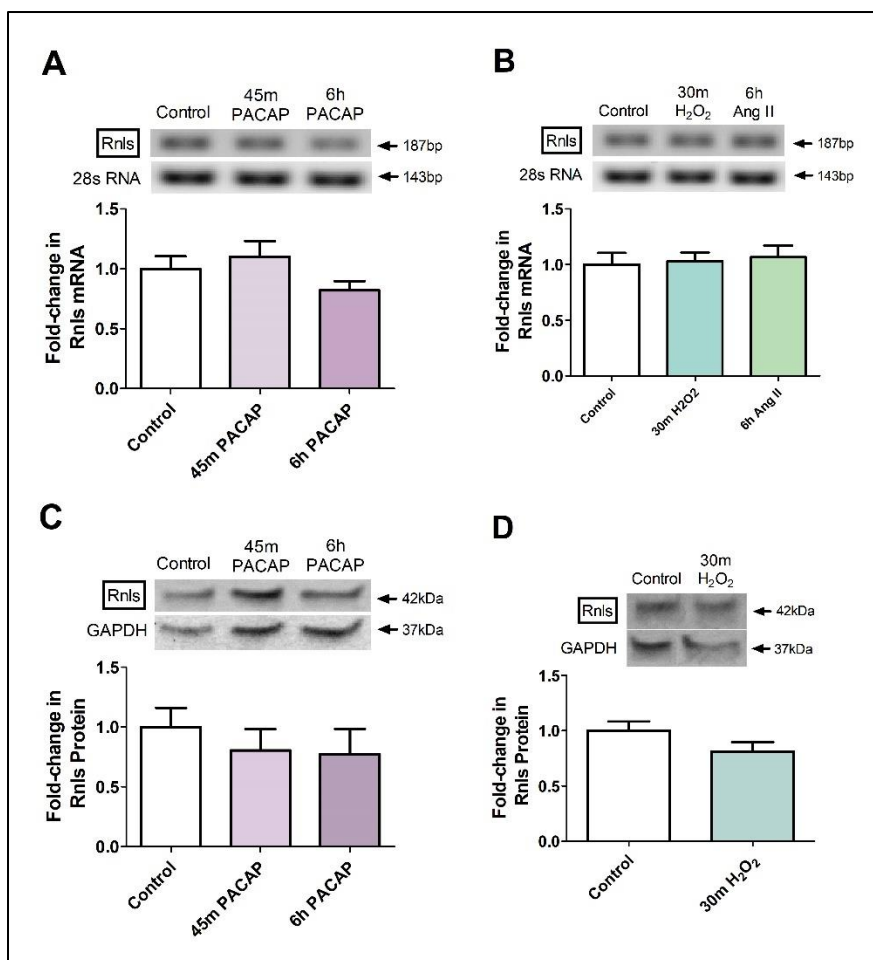 A
Control
45m
PACAP
6h
PACAP
Rnls
187bp
28s RNA
143bp
Fold-change in
Rnls mRNA
1.5
1.0
0.5
0.0
Control
45m PACAP
6h PACAP
B
Control
30m
H₂O₂
6h
Ang II
Rnls
187bp
28s RNA
143bp
Fold-change in
Rnls mRNA
1.5
1.0
0.5
0.0
Control
30m H2O2
6h Ang II
C
Control
45m
PACAP
6h
PACAP
Rnls
42kDa
GAPDH
37kDa
Fold-change in
Rnls Protein
1.5
1.0
0.5
0.0
Control
45m PACAP
6h PACAP
D
Control
30m
H₂O₂
Rnls
42kDa
GAPDH
37kDa
Fold-change in
Rnls Protein
1.5
1.0
0.5
0.0
Control
30m H₂O₂